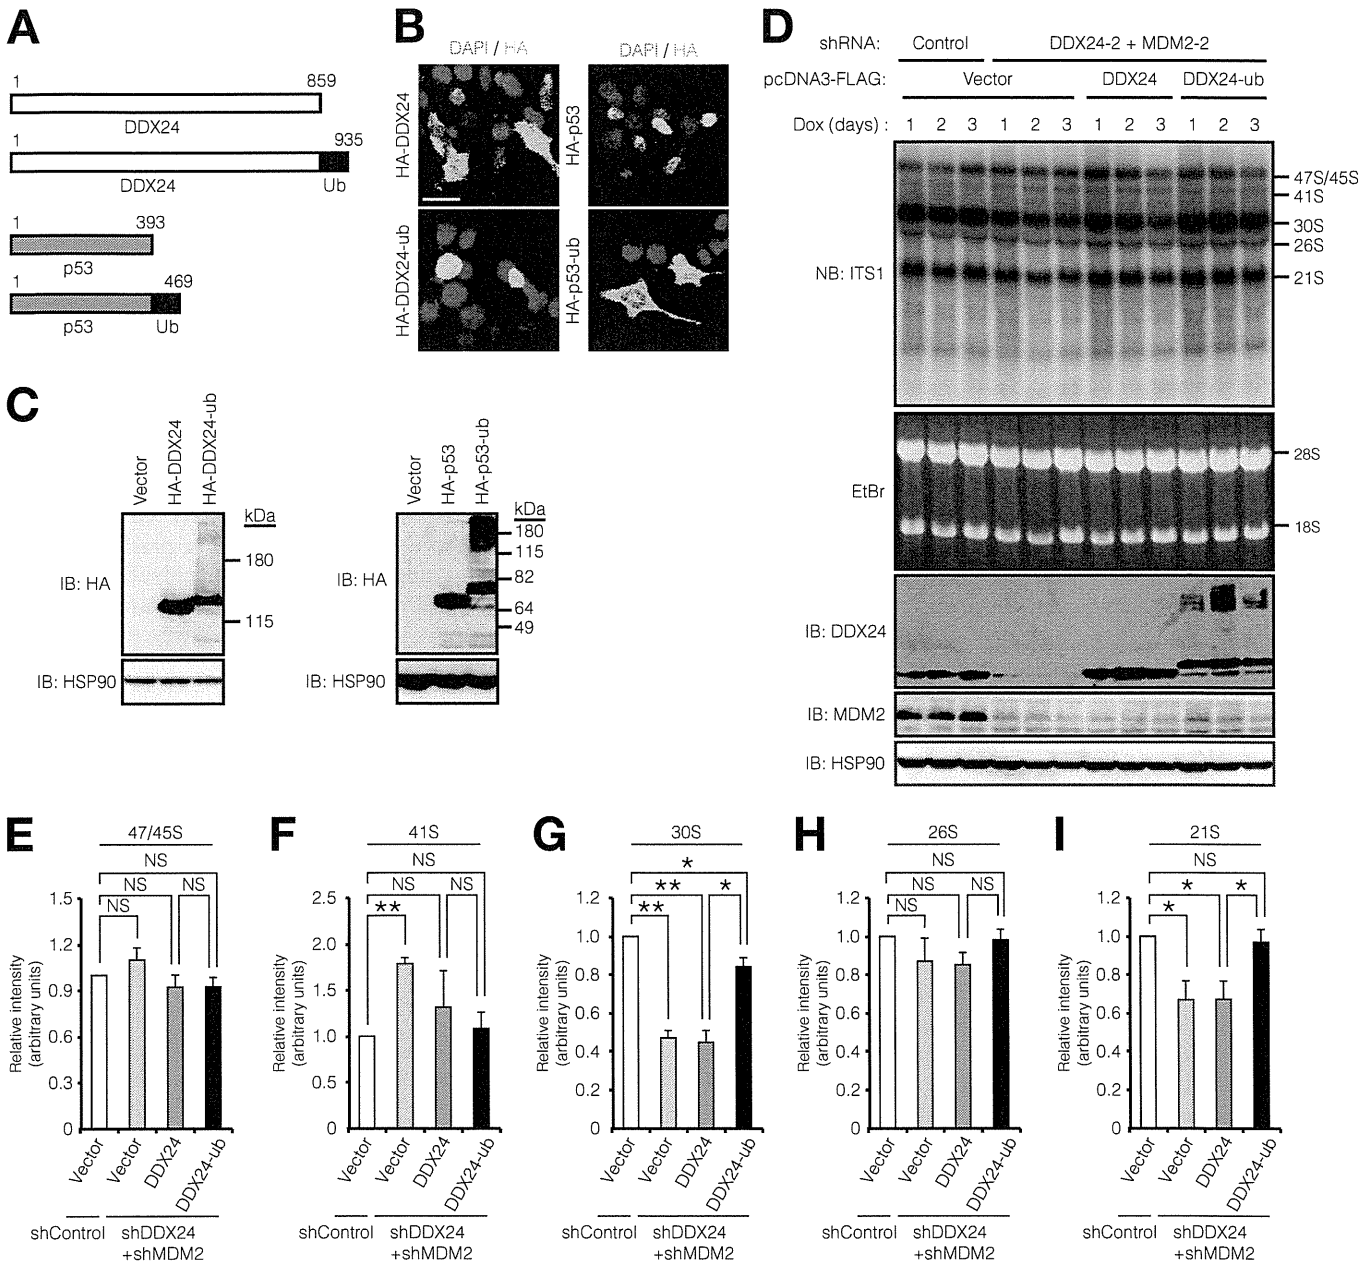 A
1 859
DDX24
1 935
DDX24 Ub
1 393
p53
1 469
p53 Ub
B
DAPI / HA DAPI / HA
HA-DDX24
HA-p53
HA-DDX24-ub
HA-p53-ub
C
Vector
HA-DDX24
HA-DDX24-ub
kDa
180
IB: HA
115
IB: HSP90
Vector
HA-p53
HA-p53-ub
kDa
180
115
IB: HA
82
64
49
IB: HSP90
D
shRNA: Control DDX24-2 + MDM2-2
pcDNA3-FLAG: Vector DDX24 DDX24-ub
Dox (days) : 1 2 3 1 2 3 1 2 3 1 2 3
47S/45S
41S
30S
26S
NB: ITS1
21S
28S
EtBr
18S
IB: DDX24
IB: MDM2
IB: HSP90
E
47/45S
NS
NS NS
NS
1.5
1.2
0.9
0.6
0.3
0
Relative intensity
(arbitrary units)
Vector
Vector
DDX24
DDX24-ub
shControl shDDX24
+shMDM2
F
41S
NS
NS NS
**
2.5
2.0
1.5
1.0
0.5
0
Relative intensity
(arbitrary units)
Vector
Vector
DDX24
DDX24-ub
shControl shDDX24
+shMDM2
G
30S
*
** *
**
1.2
1.0
0.8
0.6
0.4
0.2
0
Relative intensity
(arbitrary units)
Vector
Vector
DDX24
DDX24-ub
shControl shDDX24
+shMDM2
H
26S
NS
NS NS
NS
1.2
1.0
0.8
0.6
0.4
0.2
0
Relative intensity
(arbitrary units)
Vector
Vector
DDX24
DDX24-ub
shControl shDDX24
+shMDM2
I
21S
NS
* *
*
1.2
1.0
0.8
0.6
0.4
0.2
0
Relative intensity
(arbitrary units)
Vector
Vector
DDX24
DDX24-ub
shControl shDDX24
+shMDM2